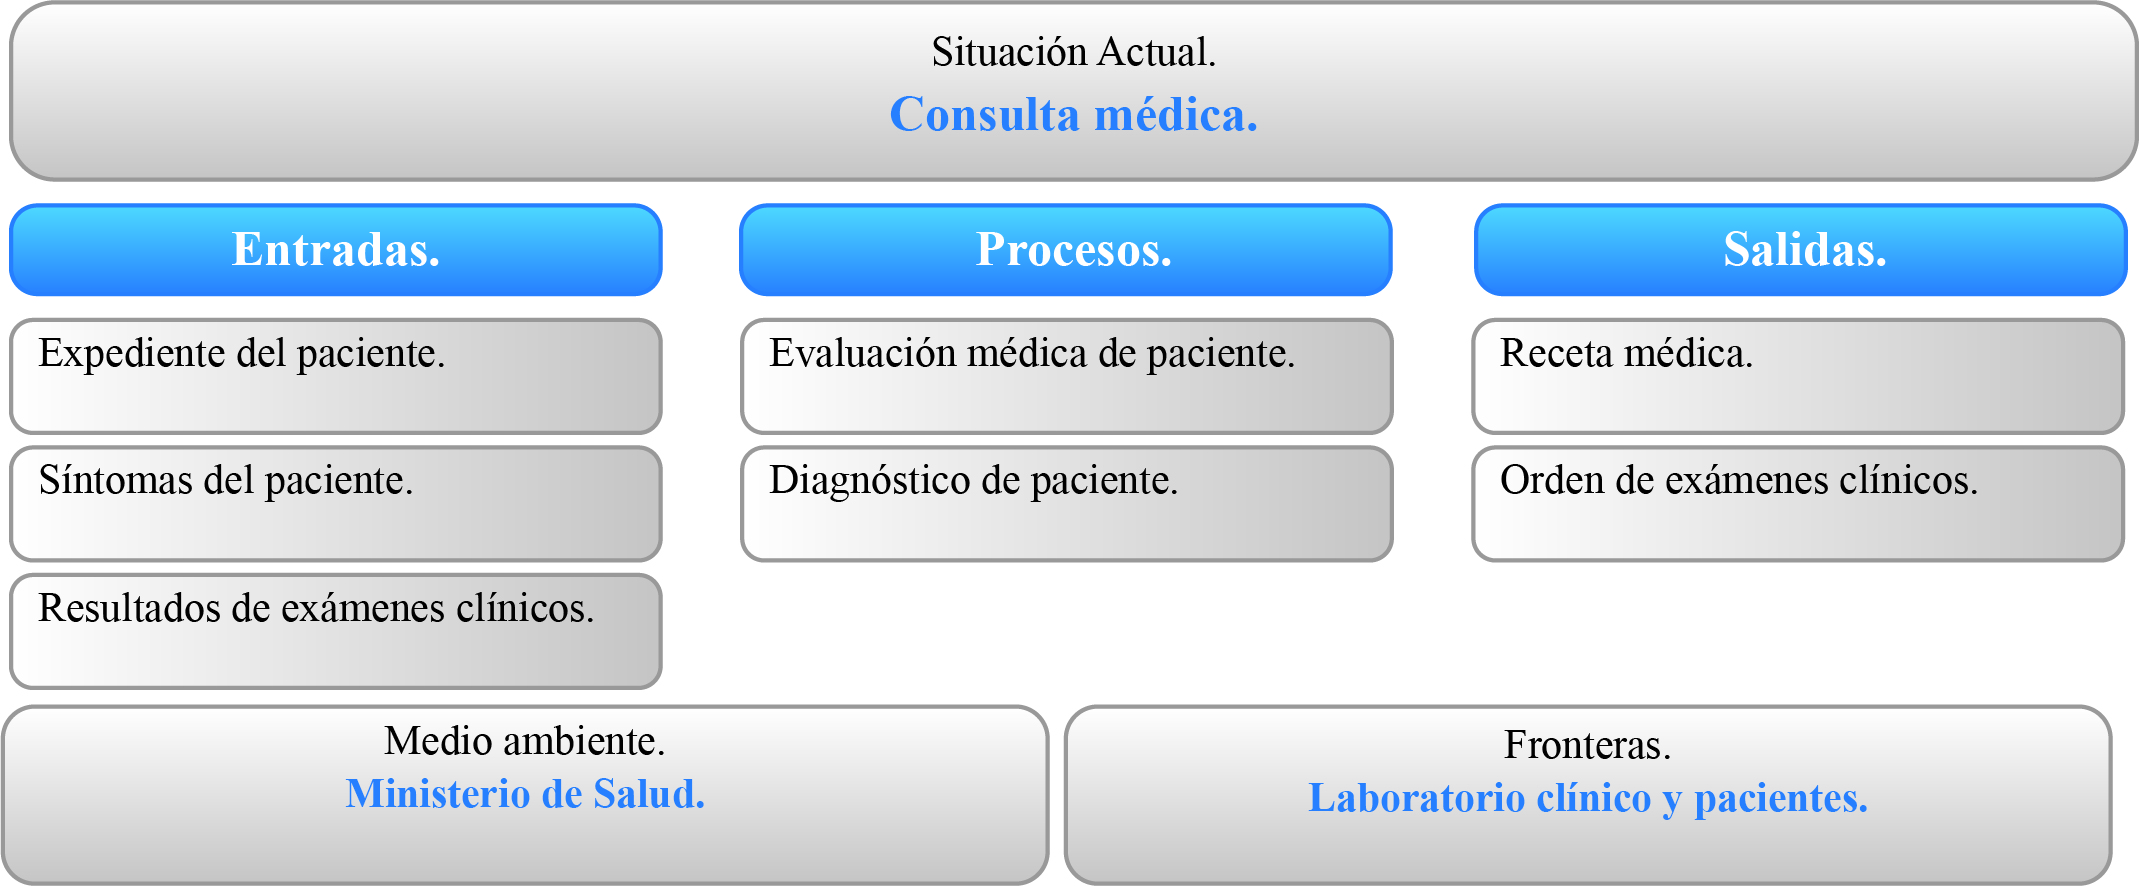 Situación Actual.
Consulta médica.
Entradas.
Procesos.
Salidas.
Expediente del paciente.
Evaluación médica de paciente.
Receta médica.
Síntomas del paciente.
Diagnóstico de paciente.
Orden de exámenes clínicos.
Resultados de exámenes clínicos.
Medio ambiente.
Ministerio de Salud.
Fronteras.
Laboratorio clínico y pacientes.